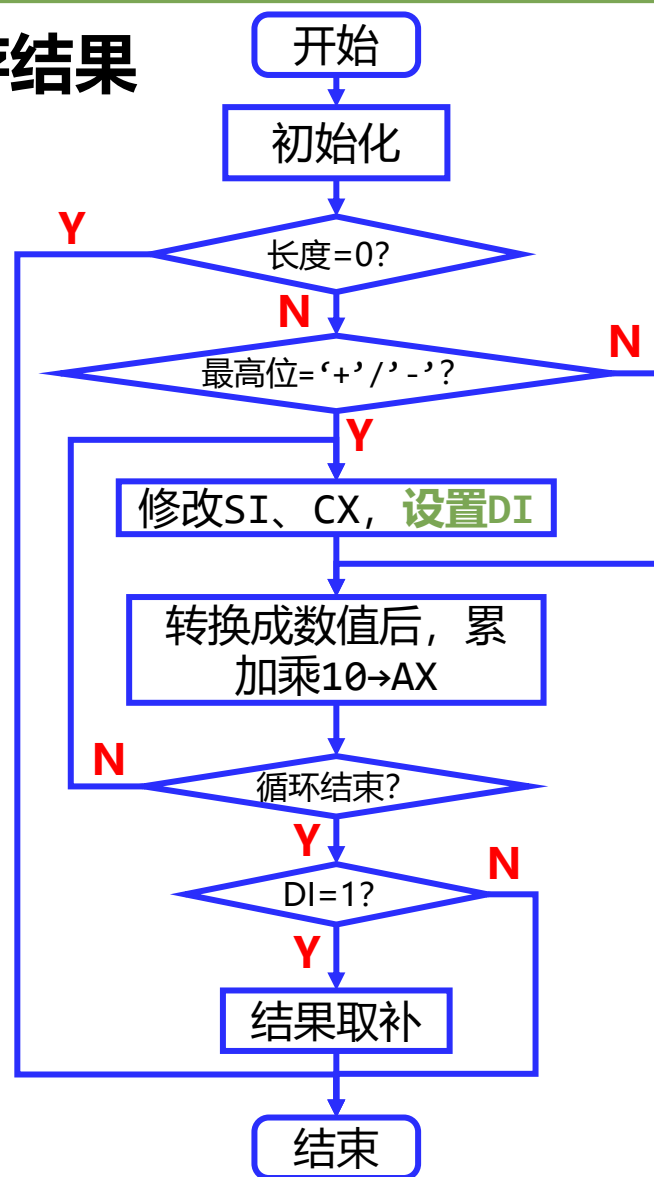 结果
开始
初始化
Y
长度=0?
N
N
最高位=‘+’/’-’?
Y
修改SI、CX，设置DI
转换成数值后，累
加乘10→AX
N
循环结束?
Y
N
DI=1?
Y
结果取补
结束